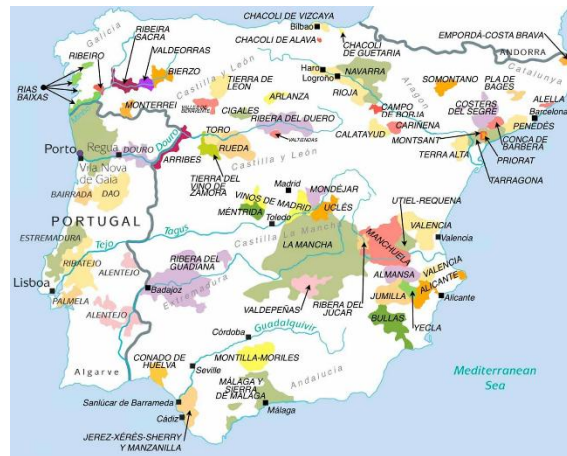 CHACOLI DE VIZCAYA
Bilbao
EMPORDÀ-COSTA BRAVA
ANDORRA
Galicia
RIBEIRA
SACRA
CHACOLI DE ALAVA
CHACOLI
DE
GUETARIA
RIBEIRO
VALDEORRAS
BIERZO
Castilla y León
TIERRA DE
LEON
Haro
Logroño
NAVARRA
SOMONTANO
PLA DE
BAGES
Catalunya
RIAS
BAIXAS
MONTERREI
CIGALES
ARLANZA
RIOJA
Aragon
COSTERS
DEL SEGRE
ALELLA
Barcelona
CAMPO
DE BORJA
TORO
RIBERA DEL DUERO
CALATAYUD
CARIÑENA
PENEDÉS
MONTSANT
CONCA DE
BARBERA
Porto
Regua
DOURO
Douro
ARRIBES
RUEDA
VALTIENDAS
Castilla y León
TERRA ALTA
PRIORAT
TARRAGONA
Vila Nova
de Gaia
TIERRA DEL
VINO DE
ZAMORA
BAIRRADA
DAO
Madrid
MONDÉJAR
VINOS DE MADRID
UCLÉS
MÉNTRIDA
Toledo
UTIEL-REQUENA
PORTUGAL
Tagus
Castilla La Mancha
VALENCIA
Valencia
ESTREMADURA
Tejo
RIBERA DEL
GUADIANA
LA MANCHA
MANCHUELA
RIBATEJO
ALENTEJO
ALMANSA
VALENCIA
ALICANTE
Lisboa
PALMELA
Badajoz
Extremadura
VALDEPEÑAS
RIBERA DEL
JÚCAR
JUMILLA
Alicante
YECLA
BULLAS
ALENTEJO
Córdoba
Guadalquivir
Mediterranean
Sea
Algarve
CONADO DE
HUELVA
Seville
MONTILLA-MORILES
Andalucia
Sanlúcar de Barrameda
MÁLAGA Y
SIERRA
DE MÁLAGA
Málaga
Cádiz
JEREZ-XÉRÈS-SHERRY
Y MANZANILLA